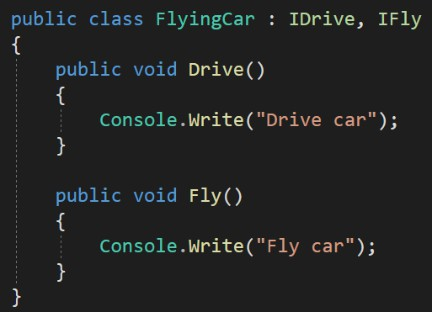 public class FlyingCar : IDrive, IFly
{
    public void Drive()
    {
        Console.Write("Drive car");
    }

    public void Fly()
    {
        Console.Write("Fly car");
    }
}